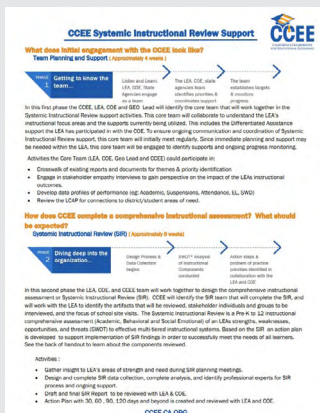 CCEE Systemic Instructional Review Support
CCEE
What does initial engagement with the CCEE look like?
Team Planning and Support ( Approximately 4 weeks )
PHASE 1
Getting to know the team...
Listen and Learn: LEA, COE, State Agencies engage as a team
The LEA, COE, state agencies team identifies priorities & coordinates support
The team establishes targets & monitors progress
In this first phase the CCEE, LEA, COE and GEO Lead will identify the core team that will work together in the
Systemic Instructional Review support activities. This core team will collaborate to understand the LEA's
instructional focus areas and the supports currently being utilized. This includes the Differentiated Assistance
support the LEA has participated in with the COE. To ensure ongoing communication and coordination of Systemic
Instructional Review support, this core team will initially meet regularly. Since immediate planning and support may
be needed within the LEA, this core team will be engaged to identify supports and ongoing progress monitoring.
Activities the Core Team (LEA, COE, Geo Lead and CCEE) could participate in:
• Crosswalk of existing reports and documents for themes & priority identification
• Engage in stakeholder empathy interviews to gain perspective on the impact of the LEAs instructional
outcomes.
• Develop data profiles of performance (eg: Academic, Suspensions, Attendance, EL, SWD)
• Review the LCAP for connections to district/student areas of need.
How does CCEE complete a comprehensive instructional assessment? What should
be expected?
Systemic Instructional Review (SIR) ( Approximately 8 weeks)
PHASE 2
Diving deep into the organization...
Design Process & Data Collection begins
SWOT* Analysis of Instructional Components conducted
Action steps & problem of practice priorities identified in collaboration with the LEA and COE
In this second phase the LEA, COE, and CCEE team will work together to design the comprehensive instructional
assessment or Systemic Instructional Review (SIR). CCEE will identify the SIR team that will complete the SIR, and
will work with the LEA to identify the artifacts that will be reviewed, stakeholder individuals and groups to be
interviewed, and the focus of school site visits. The Systemic Instructional Review is a Pre-K to 12 instructional
comprehensive assessment (Academic, Behavioral and Social Emotional) of an LEAs strengths, weaknesses,
opportunities, and threats (SWOT) to effective multi-tiered instructional systems. Based on the SIR an action plan
is developed to support implementation of SIR findings in order to successfully meet the needs of all learners.
See the back of handout to learn about the components reviewed.
Activities :
• Gather insight to LEA's areas of strength and need during SIR planning meetings.
• Design and complete SIR data collection, complete analysis, and identify professional experts for SIR
process and ongoing support.
• Draft and final SIR Report to be reviewed with LEA & COE.
• Action Plan with 30, 60 , 90, 120 days and beyond is created and reviewed with LEA and COE.
CCEE-CA.ORG